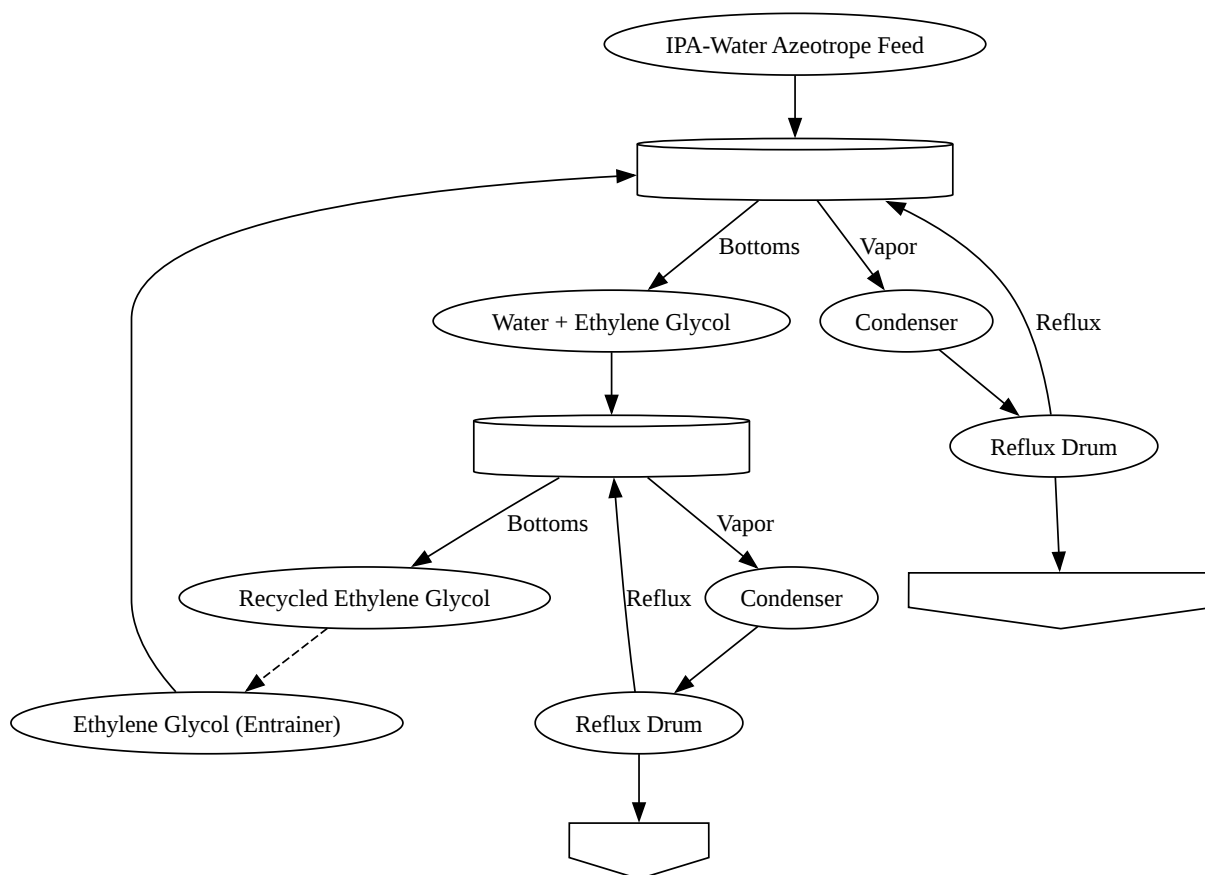 IPA-Water Azeotrope Feed
Bottoms
Vapor
Water + Ethylene Glycol
Condenser
Reflux
Reflux Drum
Bottoms
Vapor
Recycled Ethylene Glycol
Reflux
Condenser
Ethylene Glycol (Entrainer)
Reflux Drum